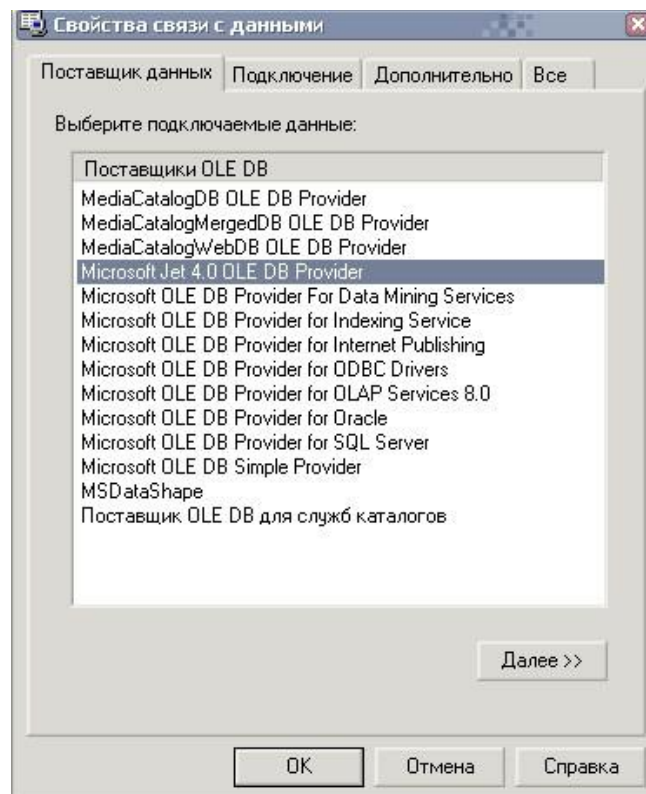 Свойства связи с данными
Поставщик данных Подключение Дополнительно Все
Выберите подключаемые данные:
Поставщики OLE DB
MediaCatalogDB OLE DB Provider
MediaCatalogMergedDB OLE DB Provider
MediaCatalogWebDB OLE DB Provider
Microsoft Jet 4.0 OLE DB Provider
Microsoft OLE DB Provider For Data Mining Services
Microsoft OLE DB Provider for Indexing Service
Microsoft OLE DB Provider for Internet Publishing
Microsoft OLE DB Provider for ODBC Drivers
Microsoft OLE DB Provider for OLAP Services 8.0
Microsoft OLE DB Provider for Oracle
Microsoft OLE DB Provider for SQL Server
Microsoft OLE DB Simple Provider
MSDataShape
Поставщик OLE DB для служб каталогов
Далее >>
OK Отмена Справка